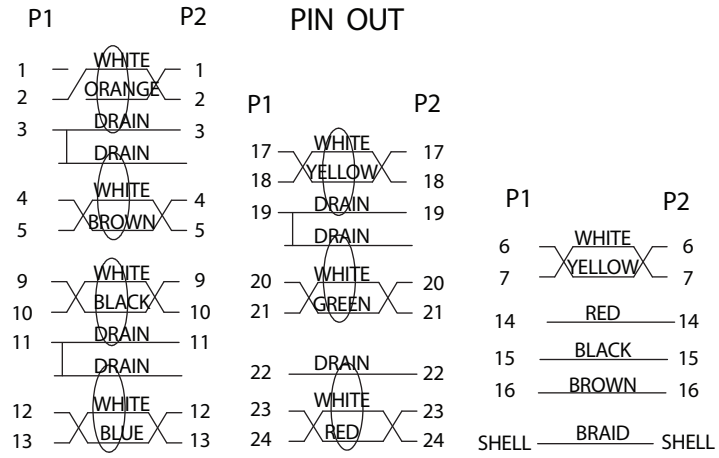 PIN OUT
P1 P2
1 WHITE 1
2 ORANGE 2
3 DRAIN 3
DRAIN
4 WHITE 4
5 BROWN 5
9 WHITE 9
10 BLACK 10
11 DRAIN 11
DRAIN
12 WHITE 12
13 BLUE 13
P1 P2
17 WHITE 17
18 YELLOW 18
19 DRAIN 19
DRAIN
20 WHITE 20
21 GREEN 21
22 DRAIN 22
23 WHITE 23
24 RED 24
P1 P2
6 WHITE 6
7 YELLOW 7
14 RED 14
15 BLACK 15
16 BROWN 16
SHELL BRAID SHELL